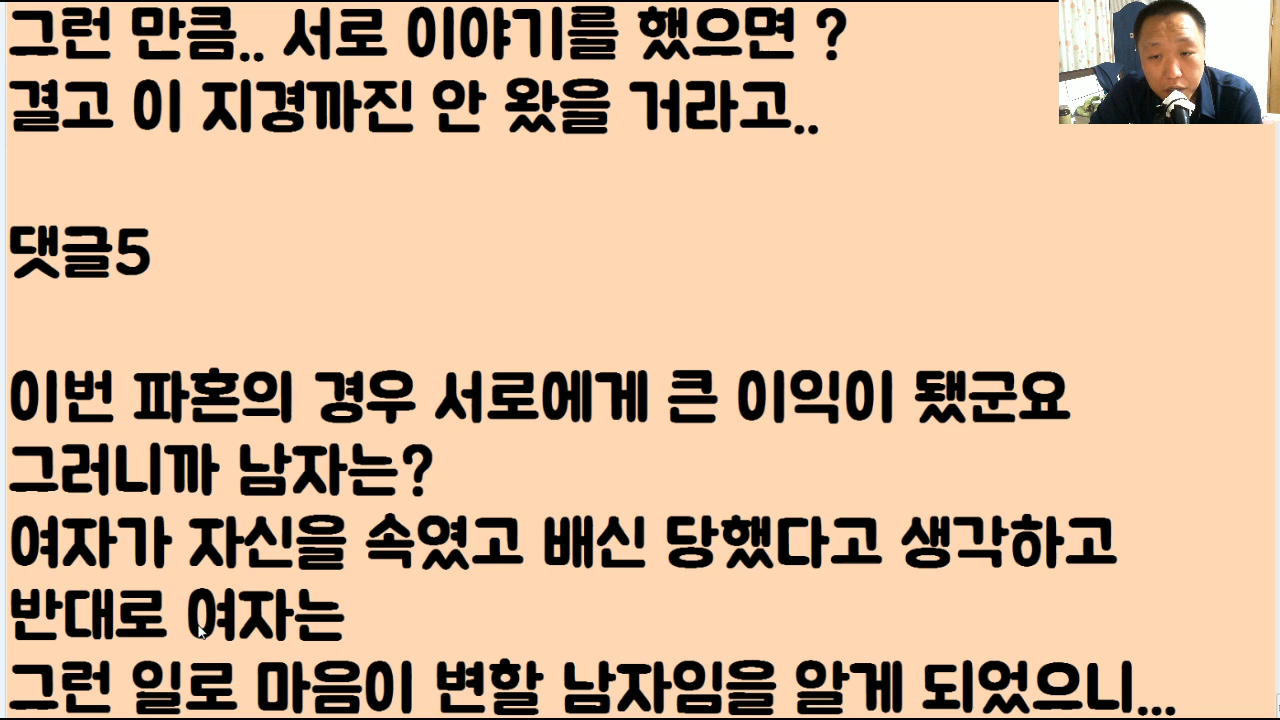 그런 만큼.. 서로 이야기를 했으면 ?
결고 이 지경까진 안 왔을 거라고..
댓글5
이번 파혼의 경우 서로에게 큰 이익이 됐군요
그러니까 남자는?
여자가 자신을 속였고 배신 당했다고 생각하고
반대로 여자는
그런 일로 마음이 변할 남자임을 알게 되었으니...